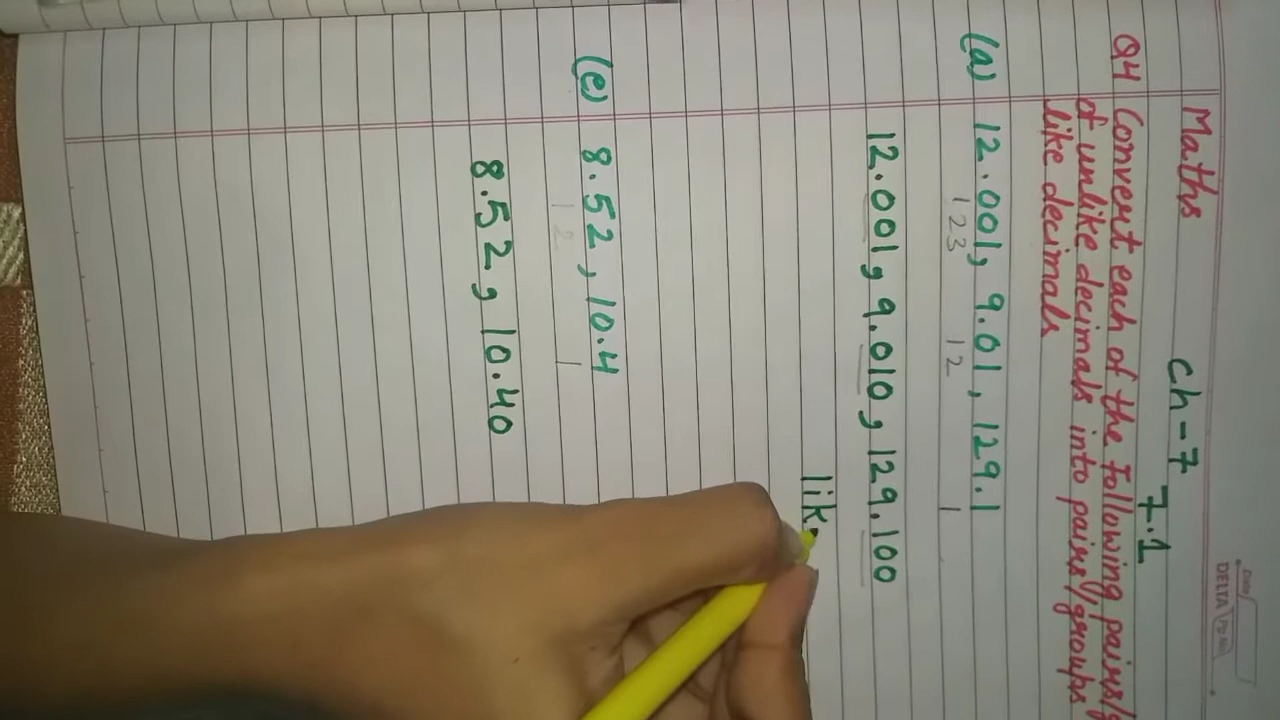 Maths
Ch-7
7.1
Q4 Convert each of the following pairs/g
of unlike decimals into pairs/groups
like decimals
(a) 12.001, 9.01, 129.1
123 12 1
12.001, 9.010, 129.100
lik
(e) 8.52, 10.4
12 1
8.52, 10.40
DELTA